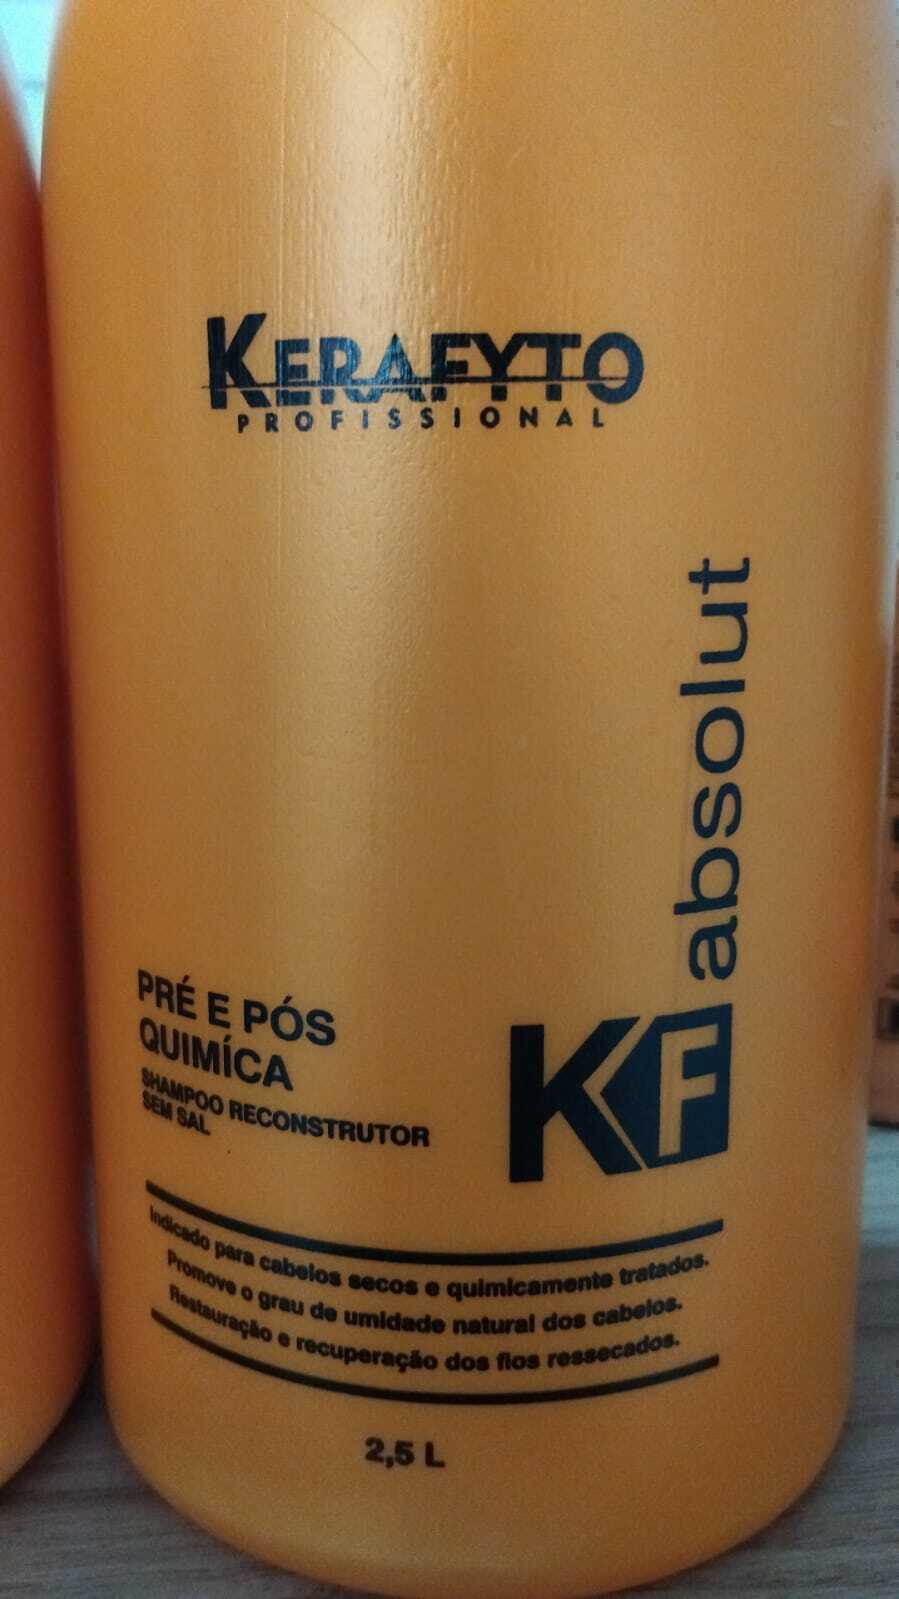 KERAFYTO
PROFISSIONAL
absolut
KF
PRÉ E PÓS
QUIMÍCA
SHAMPOO RECONSTRUTOR
SEM SAL
Indicado para cabelos secos e quimicamente tratados.
Promove o grau de umidade natural dos cabelos.
Restauração e recuperação dos fios ressecados.
2,5 L